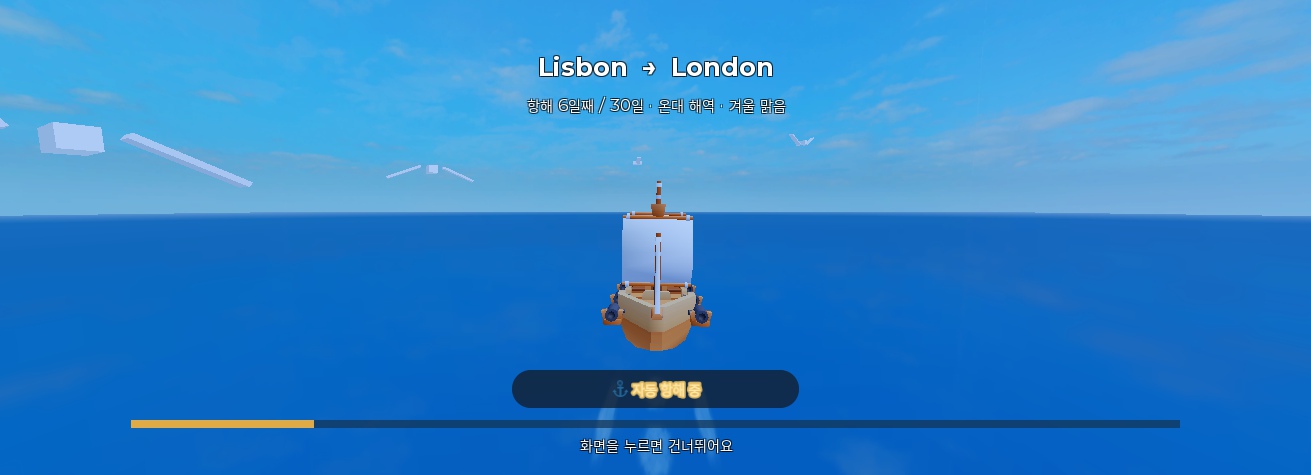 Lisbon → London
항해 6일째 / 30일 · 온대 해역 · 겨울 맑음
⚓ 자동 항해 중
화면을 누르면 건너뛰어요